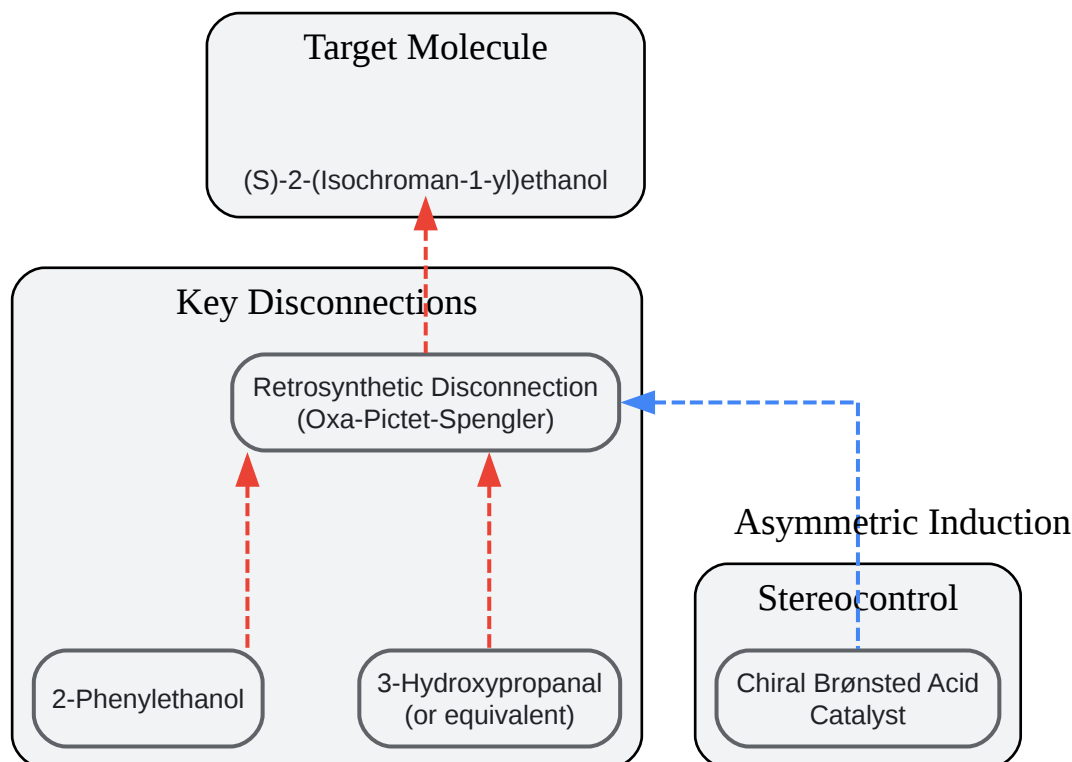 Target Molecule
(S)-2-(Isochroman-1-yl)ethanol
Key Disconnections
Retrosynthetic Disconnection
(Oxa-Pictet-Spengler)
Asymmetric Induction
Stereocontrol
2-Phenylethanol
3-Hydroxypropanal
(or equivalent)
Chiral Brønsted Acid
Catalyst